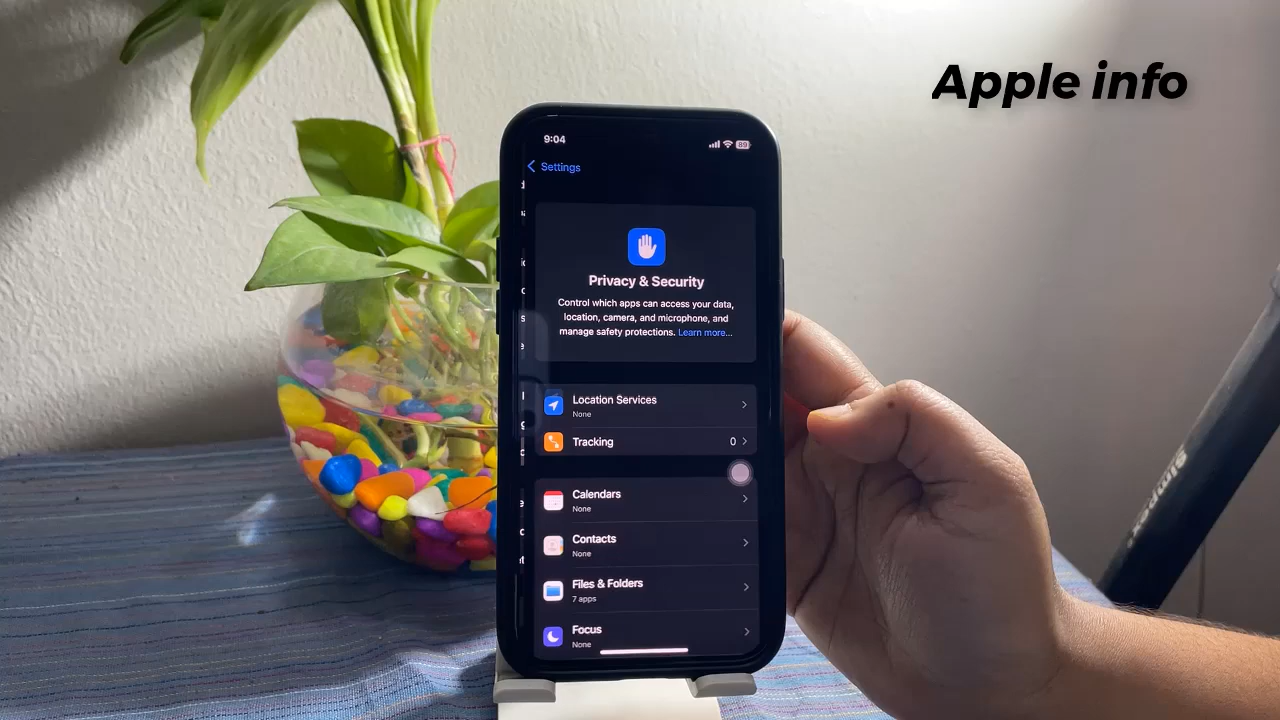 Apple info
9:04
89
Settings
Privacy & Security
Control which apps can access your data,
location, camera, and microphone, and
manage safety protections. Learn more...
Location Services
None
Tracking 0
Calendars
None
Contacts
None
Files & Folders
7 apps
Focus
None